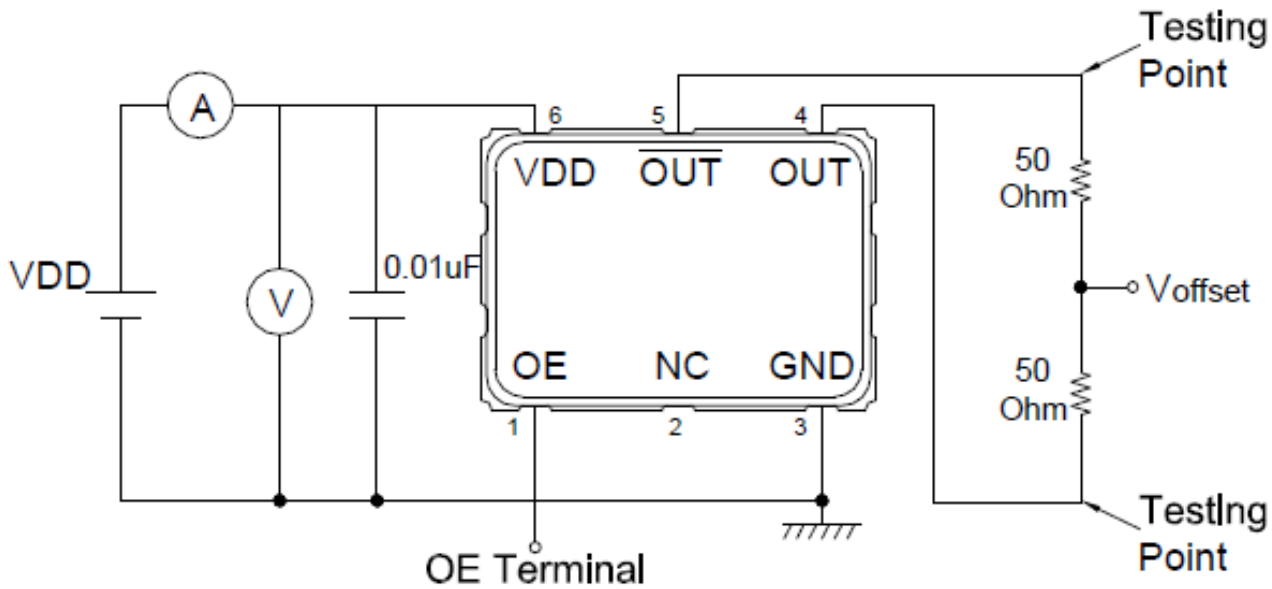 Testing
Point
A
6
5
4
VDD
OUT
OUT
50
Ohm
VDD
V
0.01uF
Voffset
OE
NC
GND
50
Ohm
1
2
3
Testing
Point
OE Terminal